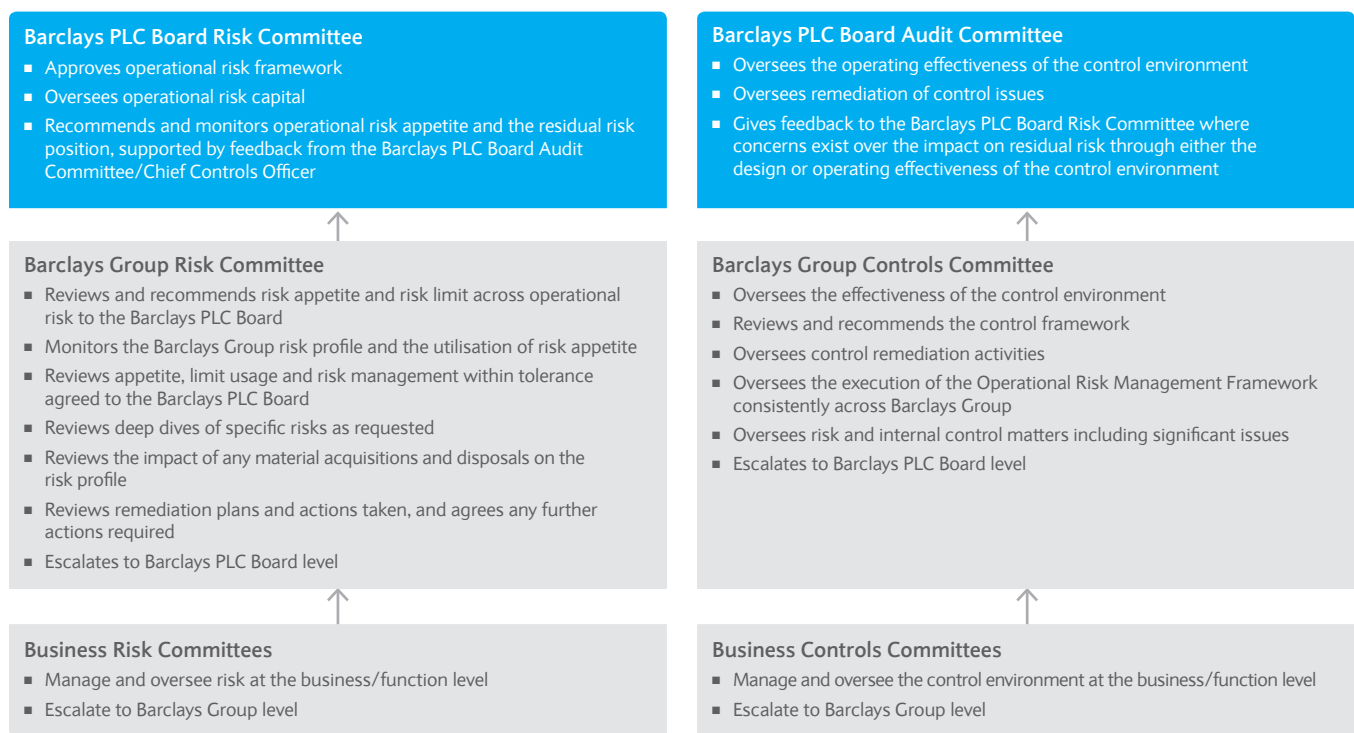 Barclays PLC Board Risk Committee
▪ Approves operational risk framework
▪ Oversees operational risk capital
▪ Recommends and monitors operational risk appetite and the residual risk
position, supported by feedback from the Barclays PLC Board Audit
Committee/Chief Controls Officer
Barclays Group Risk Committee
▪ Reviews and recommends risk appetite and risk limit across operational
risk to the Barclays PLC Board
▪ Monitors the Barclays Group risk profile and the utilisation of risk appetite
▪ Reviews appetite, limit usage and risk management within tolerance
agreed to the Barclays PLC Board
▪ Reviews deep dives of specific risks as requested
▪ Reviews the impact of any material acquisitions and disposals on the
risk profile
▪ Reviews remediation plans and actions taken, and agrees any further
actions required
▪ Escalates to Barclays PLC Board level
Business Risk Committees
▪ Manage and oversee risk at the business/function level
▪ Escalate to Barclays Group level
Barclays PLC Board Audit Committee
▪ Oversees the operating effectiveness of the control environment
▪ Oversees remediation of control issues
▪ Gives feedback to the Barclays PLC Board Risk Committee where
concerns exist over the impact on residual risk through either the
design or operating effectiveness of the control environment
Barclays Group Controls Committee
▪ Oversees the effectiveness of the control environment
▪ Reviews and recommends the control framework
▪ Oversees control remediation activities
▪ Oversees the execution of the Operational Risk Management Framework
consistently across Barclays Group
▪ Oversees risk and internal control matters including significant issues
▪ Escalates to Barclays PLC Board level
Business Controls Committees
▪ Manage and oversee the control environment at the business/function level
▪ Escalate to Barclays Group level